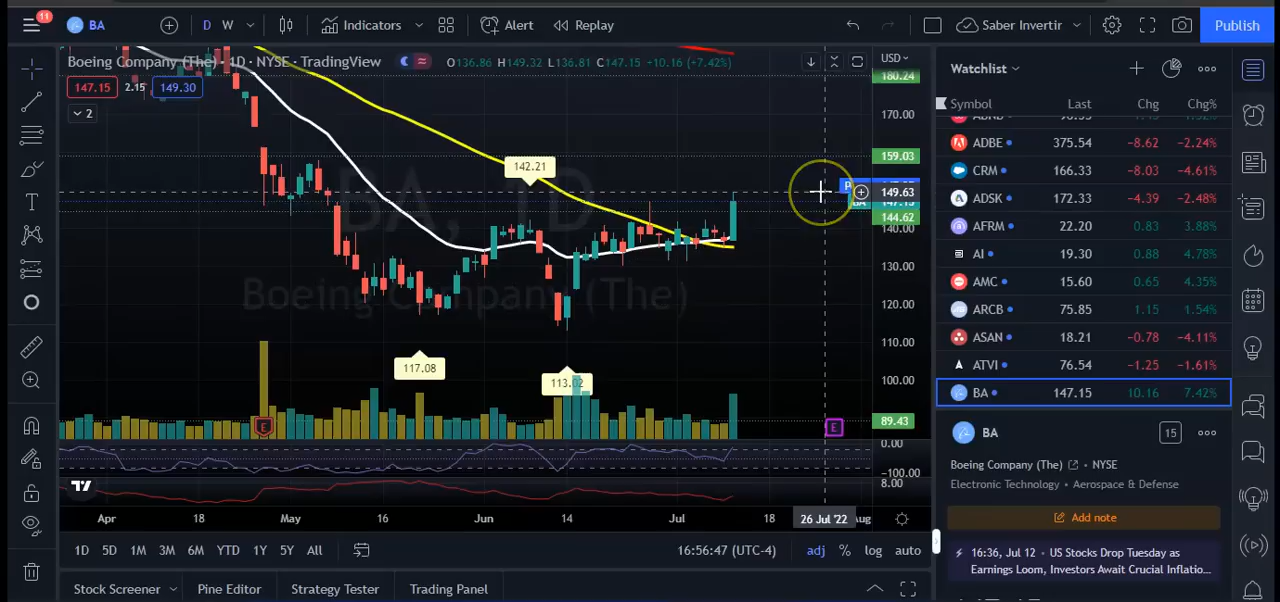 11
BA
D W
Indicators
Alert
Replay
Saber Invertir
Publish
Boeing Company (The) · 1D · NYSE · TradingView
O136.86 H149.32 L136.81 C147.15 +10.16 (+7.42%)
USD
147.15 2.15 149.30
2
180.24
170.00
159.03
149.63
147.15
144.62
140.00
130.00
120.00
110.00
100.00
89.43
0.00
−100.00
8.00
142.21
117.08
113.02
BA, 1D
Boeing Company (The)
E
E
Apr 18 May 16 Jun 14 Jul 18 26 Jul '22 Aug
1D 5D 1M 3M 6M YTD 1Y 5Y All
16:56:47 (UTC-4)
adj % log auto
Stock Screener
Pine Editor
Strategy Tester
Trading Panel
Watchlist
Symbol Last Chg Chg%
ADBE 375.54 −8.62 −2.24%
CRM 166.33 −8.03 −4.61%
ADSK 172.33 −4.39 −2.48%
AFRM 22.20 0.83 3.88%
AI 19.30 0.88 4.78%
AMC 15.60 0.65 4.35%
ARCB 75.85 1.15 1.54%
ASAN 18.21 −0.78 −4.11%
ATVI 76.54 −1.25 −1.61%
BA 147.15 10.16 7.42%
BA
15
Boeing Company (The) · NYSE
Electronic Technology · Aerospace & Defense
Add note
16:36, Jul 12 · US Stocks Drop Tuesday as
Earnings Loom, Investors Await Crucial Inflatio...